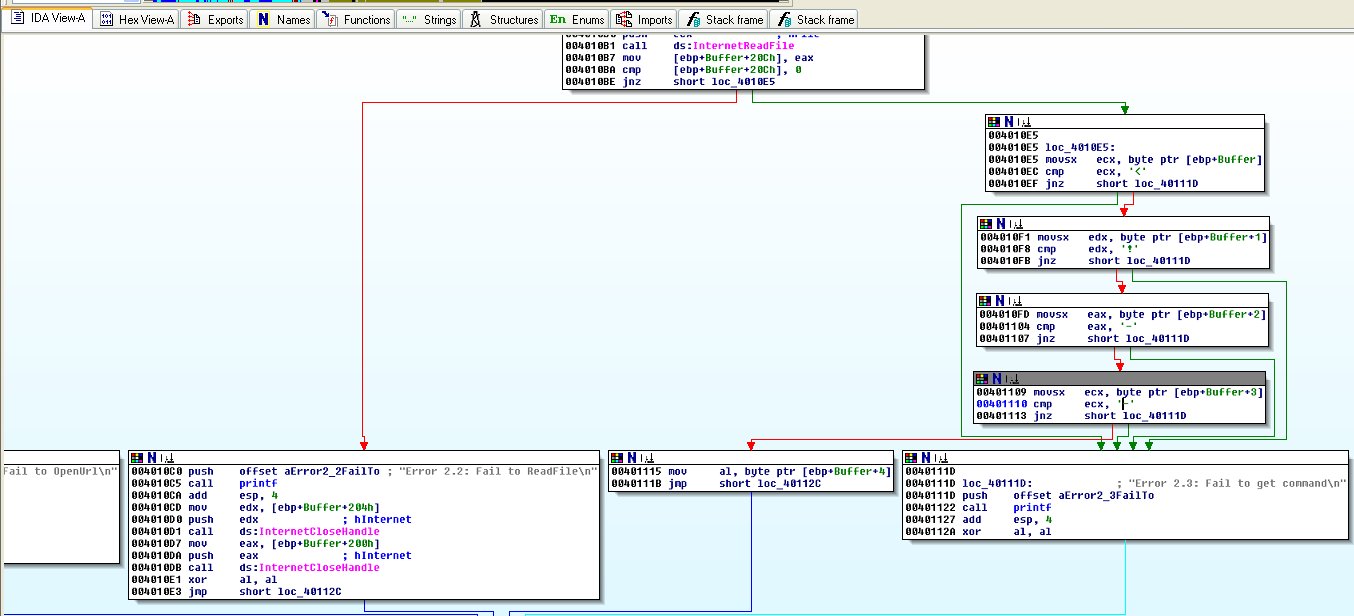 IDA View-A Hex View-A Exports N Names Functions "..." Strings Structures En Enums Imports Stack frame Stack frame
004010B1 call ds:InternetReadFile
004010B7 mov [ebp+Buffer+20Ch], eax
004010BA cmp [ebp+Buffer+20Ch], 0
004010BE jnz short loc_4010E5
004010E5
004010E5 loc_4010E5:
004010E5 movsx ecx, byte ptr [ebp+Buffer]
004010EC cmp ecx, '<'
004010EF jnz short loc_40111D
004010F1 movsx edx, byte ptr [ebp+Buffer+1]
004010F8 cmp edx, '!'
004010FB jnz short loc_40111D
004010FD movsx eax, byte ptr [ebp+Buffer+2]
00401104 cmp eax, '-'
00401107 jnz short loc_40111D
00401109 movsx ecx, byte ptr [ebp+Buffer+3]
00401110 cmp ecx, '-'
00401113 jnz short loc_40111D
Fail to OpenUrl\n"
004010C0 push offset aError2_2FailTo ; "Error 2.2: Fail to ReadFile\n"
004010C5 call printf
004010CA add esp, 4
004010CD mov edx, [ebp+Buffer+204h]
004010D0 push edx ; hInternet
004010D1 call ds:InternetCloseHandle
004010D7 mov eax, [ebp+Buffer+200h]
004010DA push eax ; hInternet
004010DB call ds:InternetCloseHandle
004010E1 xor al, al
004010E3 jmp short loc_40112C
00401115 mov al, byte ptr [ebp+Buffer+4]
0040111B jmp short loc_40112C
0040111D
0040111D loc_40111D: ; "Error 2.3: Fail to get command\n"
0040111D push offset aError2_3FailTo
00401122 call printf
00401127 add esp, 4
0040112A xor al, al